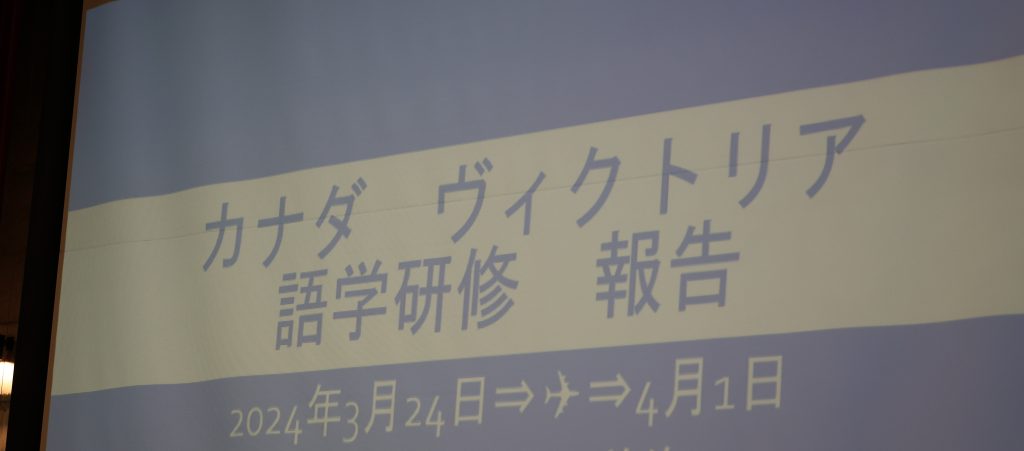 カナダ　ヴィクトリア
語学研修　報告
2024年3月24日⇒✈⇒4月1日